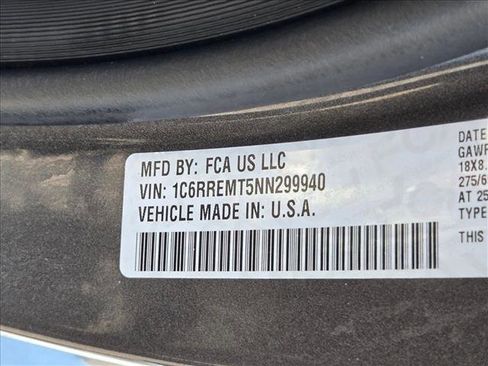 MFD BY: FCA US LLC
VIN: 1C6RREMT5NN299940
VEHICLE MADE IN: U.S.A.
DATE
GAWR
18X8.
275/6
AT 25
TYPE
THIS